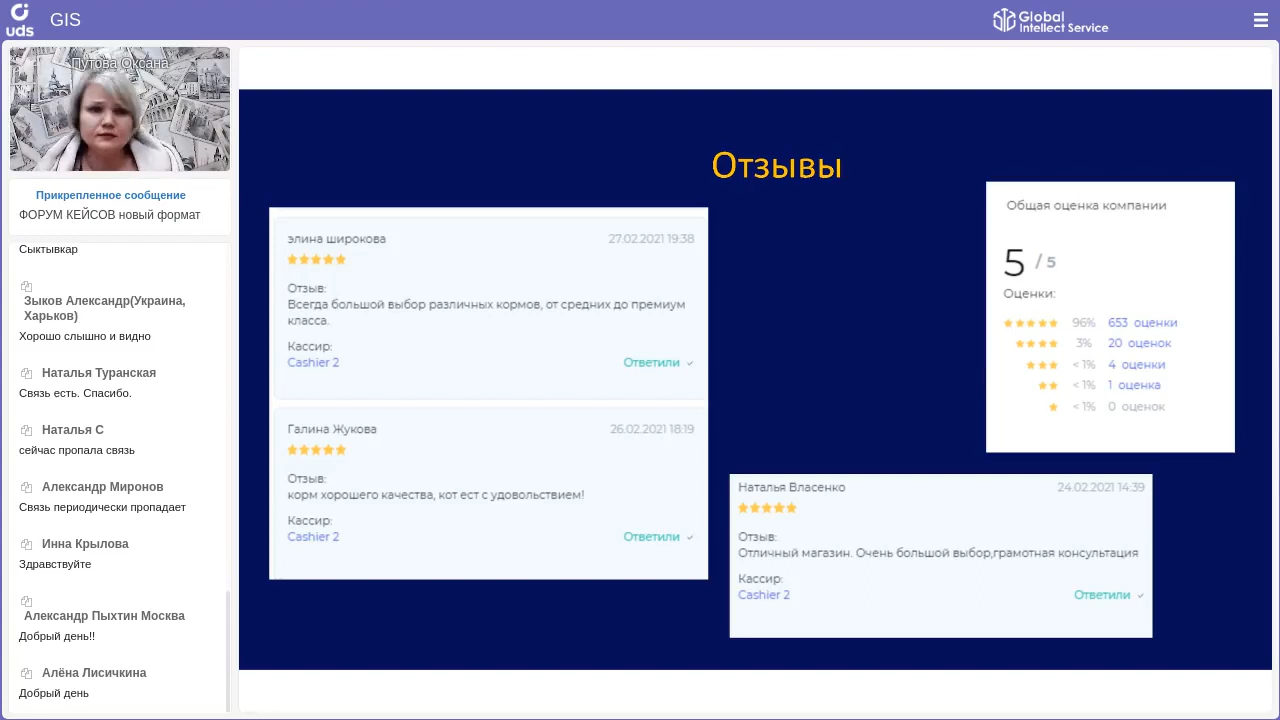 uds
GIS
Global
Intellect Service
Путова Оксана
Прикрепленное сообщение
ФОРУМ КЕЙСОВ новый формат
Сыктывкар
Зыков Александр(Украина,
Харьков)
Хорошо слышно и видно
Наталья Туранская
Связь есть. Спасибо.
Наталья С
сейчас пропала связь
Александр Миронов
Связь периодически пропадает
Инна Крылова
Здравствуйте
Александр Пыхтин Москва
Добрый день!!
Алёна Лисичкина
Добрый день
Отзывы
элина широкова 27.02.2021 19:38
Отзыв:
Всегда большой выбор различных кормов, от средних до премиум
класса.
Кассир:
Cashier 2 Ответили
Галина Жукова 26.02.2021 18:19
Отзыв:
корм хорошего качества, кот ест с удовольствием!
Кассир:
Cashier 2 Ответили
Общая оценка компании
5 / 5
Оценки:
96% 653 оценки
3% 20 оценок
< 1% 4 оценки
< 1% 1 оценка
< 1% 0 оценок
Наталья Власенко 24.02.2021 14:39
Отзыв:
Отличный магазин. Очень большой выбор,грамотная консультация
Кассир:
Cashier 2 Ответили